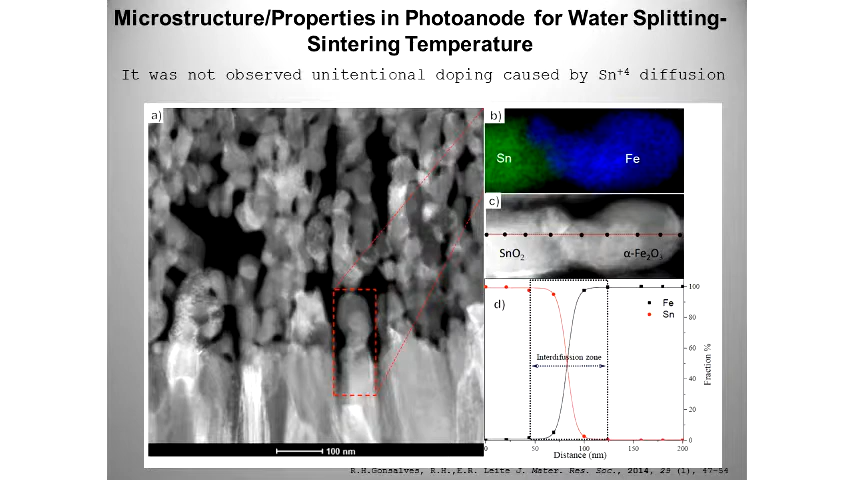 Microstructure/Properties in Photoanode for Water Splitting-
Sintering Temperature
It was not observed unitentional doping caused by Sn+4 diffusion
a)
100 nm
b)
Sn
Fe
c)
SnO2
α-Fe2O3
d)
Fe
Sn
Interdifussion zone
100
80
60
40
20
0
Fraction %
0
50
100
150
200
Distance (nm)
R.H.Gonsalves, R.H.,E.R. Leite J. Mater. Res. Soc., 2014, 29 (1), 47-54